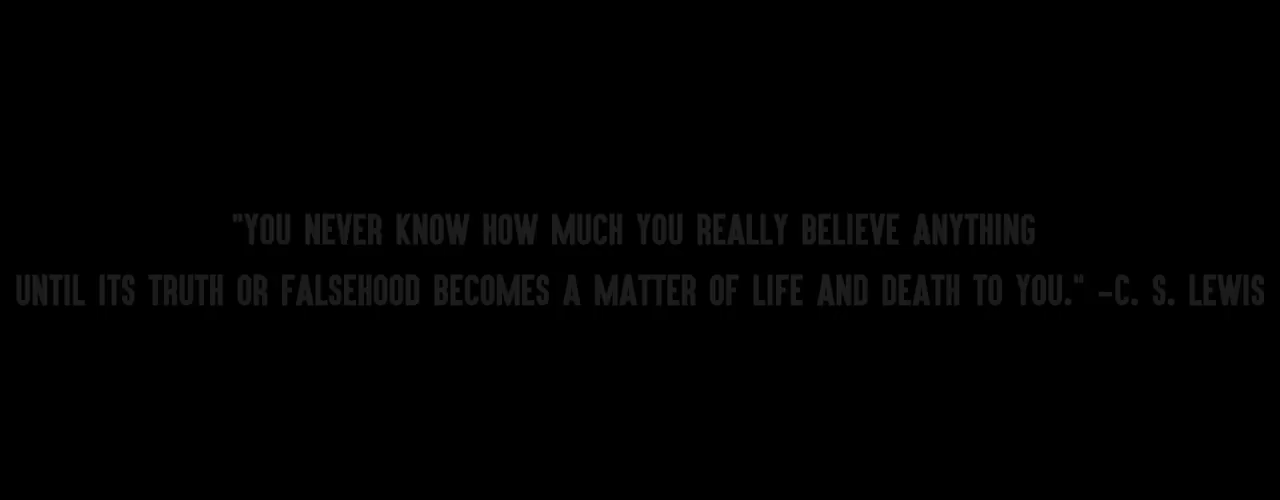 "YOU NEVER KNOW HOW MUCH YOU REALLY BELIEVE ANYTHING
UNTIL ITS TRUTH OR FALSEHOOD BECOMES A MATTER OF LIFE AND DEATH TO YOU." -C. S. LEWIS